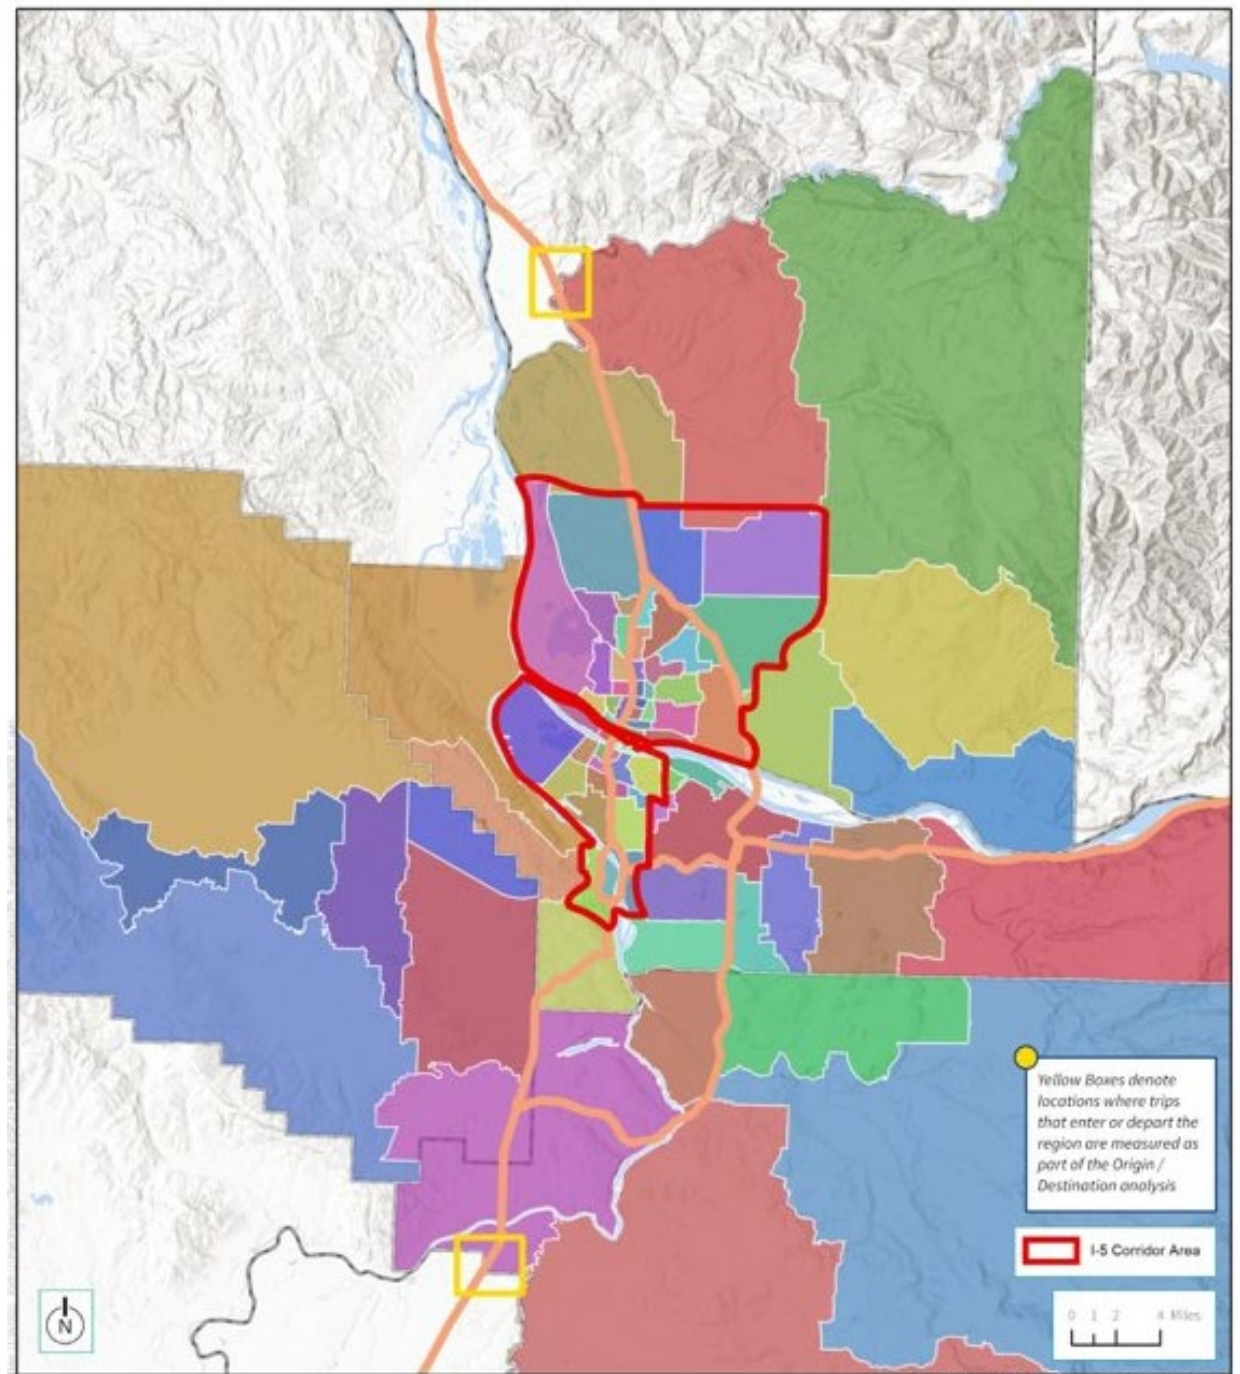 Yellow Boxes denote
locations where trips
that enter or depart the
region are measured as
part of the Origin /
Destination analysis
I-5 Corridor Area
0 1 2 4 Miles
N